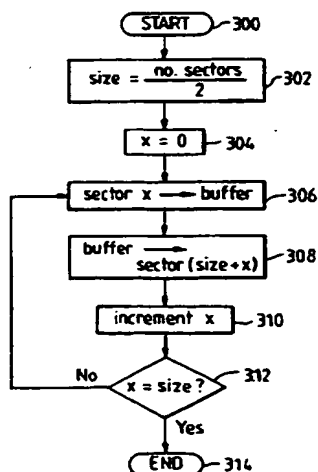 START 300
size = no. sectors / 2 302
x = 0 304
sector x → buffer 306
buffer →
sector (size+x) 308
increment x 310
x = size ? 312
No
Yes
END 314